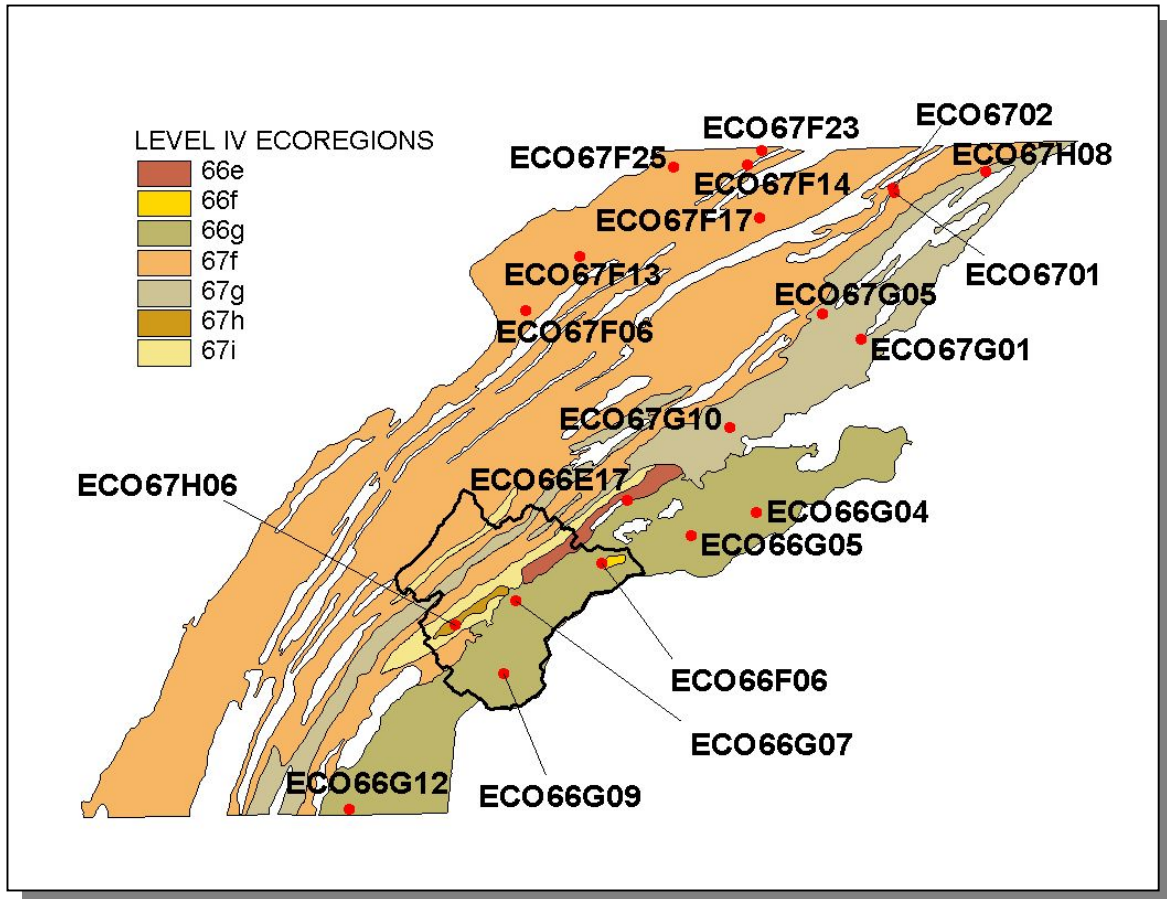 LEVEL IV ECOREGIONS
66e
66f
66g
67f
67g
67h
67i
ECO6702
ECO67F23
ECO67H08
ECO67F25
ECO67F14
ECO67F17
ECO67F13
ECO6701
ECO67G05
ECO67F06
ECO67G01
ECO67G10
ECO66E17
ECO67H06
ECO66G04
ECO66G05
ECO66F06
ECO66G07
ECO66G12
ECO66G09